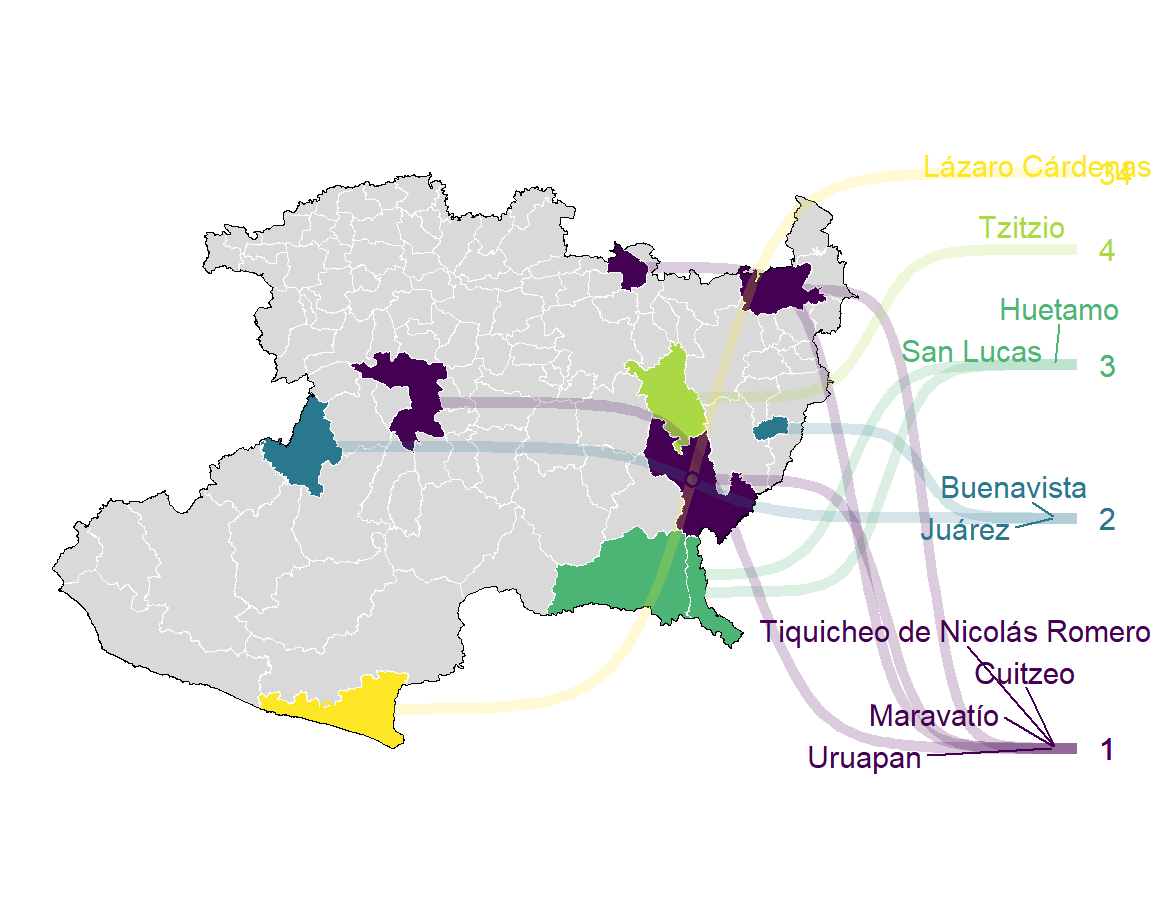 Lázaro Cárdenas 34
Tzitzio 4
Huetamo
San Lucas 3
Buenavista
Juárez 2
Tiquicheo de Nicolás Romero
Cuitzeo
Maravatío
Uruapan 1